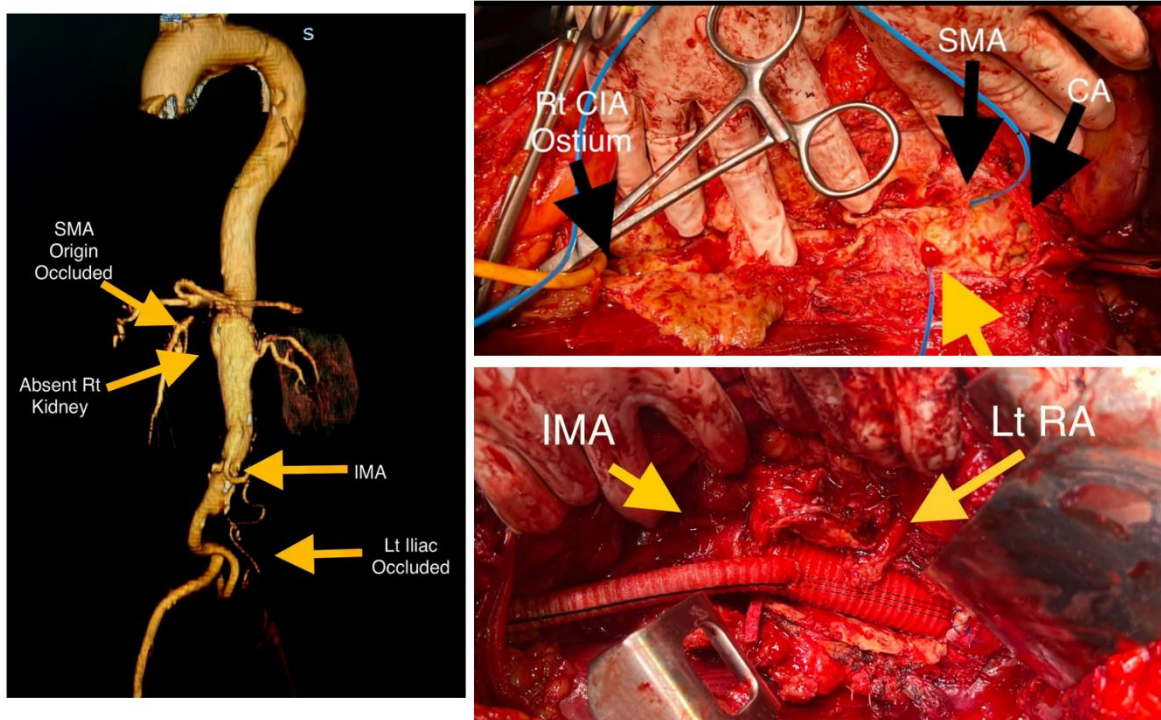 S
SMA
Origin
Occluded
Absent Rt
Kidney
IMA
Lt Iliac
Occluded
Rt CIA
Ostium
SMA
CA
IMA
Lt RA